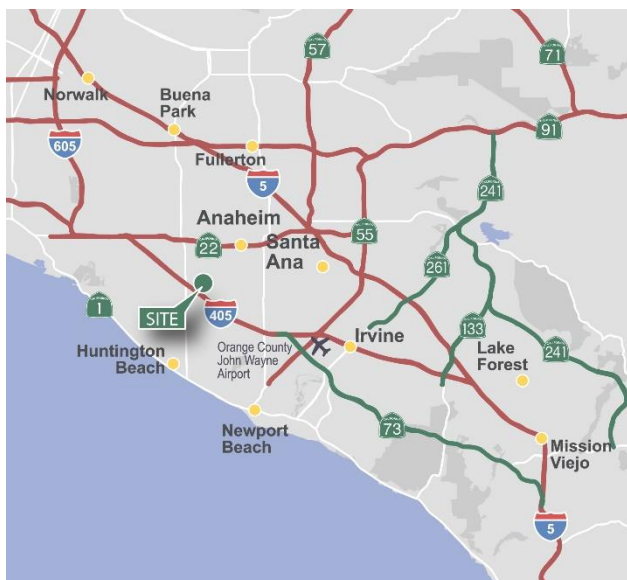 57
71
Norwalk
Buena
Park
91
605
Fullerton
5
241
Anaheim
22
Santa
Ana
55
261
1
SITE
405
133
Huntington
Beach
Orange County
John Wayne
Airport
Irvine
Lake
Forest
241
Newport
Beach
73
Mission
Viejo
5